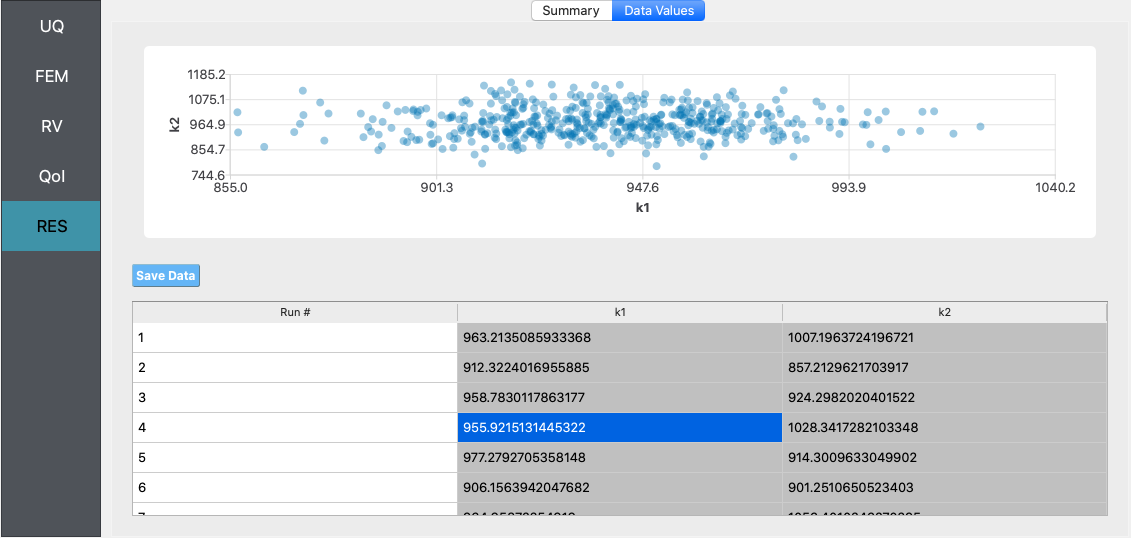 Summary Data Values
UQ
FEM
RV
QoI
RES
1185.2
1075.1
964.9
854.7
744.6
k2
855.0 901.3 947.6 993.9 1040.2
k1
Save Data
Run # k1 k2
1 963.2135085933368 1007.1963724196721
2 912.3224016955885 857.2129621703917
3 958.7830117863177 924.2982020401522
4 955.9215131445322 1028.3417282103348
5 977.2792705358148 914.3009633049902
6 906.1563942047682 901.2510650523403